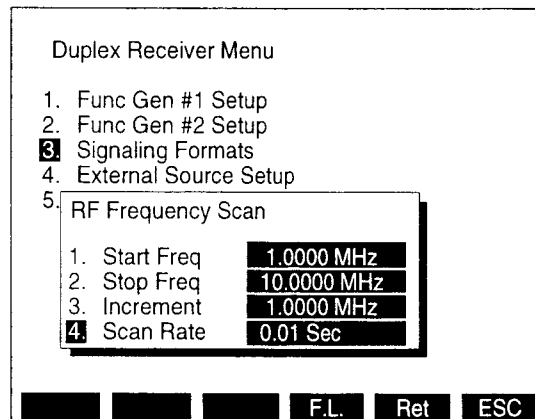 Duplex Receiver Menu
1. Func Gen #1 Setup
2. Func Gen #2 Setup
3. Signaling Formats
4. External Source Setup
5.
RF Frequency Scan
1. Start Freq 1.0000 MHz
2. Stop Freq 10.0000 MHz
3. Increment 1.0000 MHz
4. Scan Rate 0.01 Sec
F.L. Ret ESC